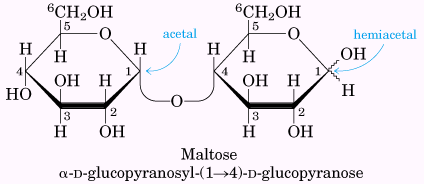 ⁶CH₂OH ⁶CH₂OH
5 O acetal 5 O hemiacetal
H H H H H OH
4 1 4 1
OH H OH H
HO H
O
3 2 3 2
H OH H OH
Maltose
α-D-glucopyranosyl-(1→4)-D-glucopyranose